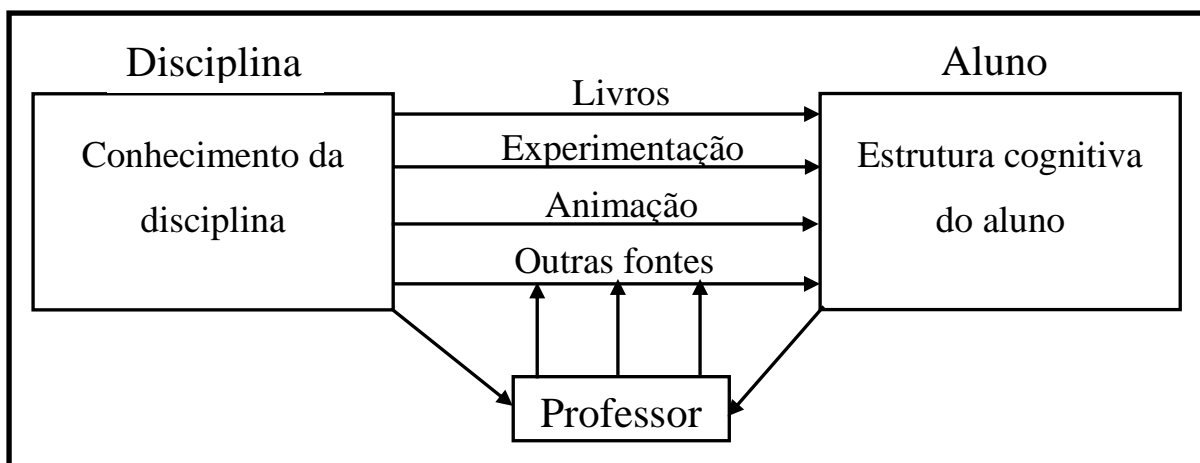 Disciplina
Aluno
Livros
Conhecimento da
disciplina
Experimentação
Animação
Outras fontes
Estrutura cognitiva
do aluno
Professor